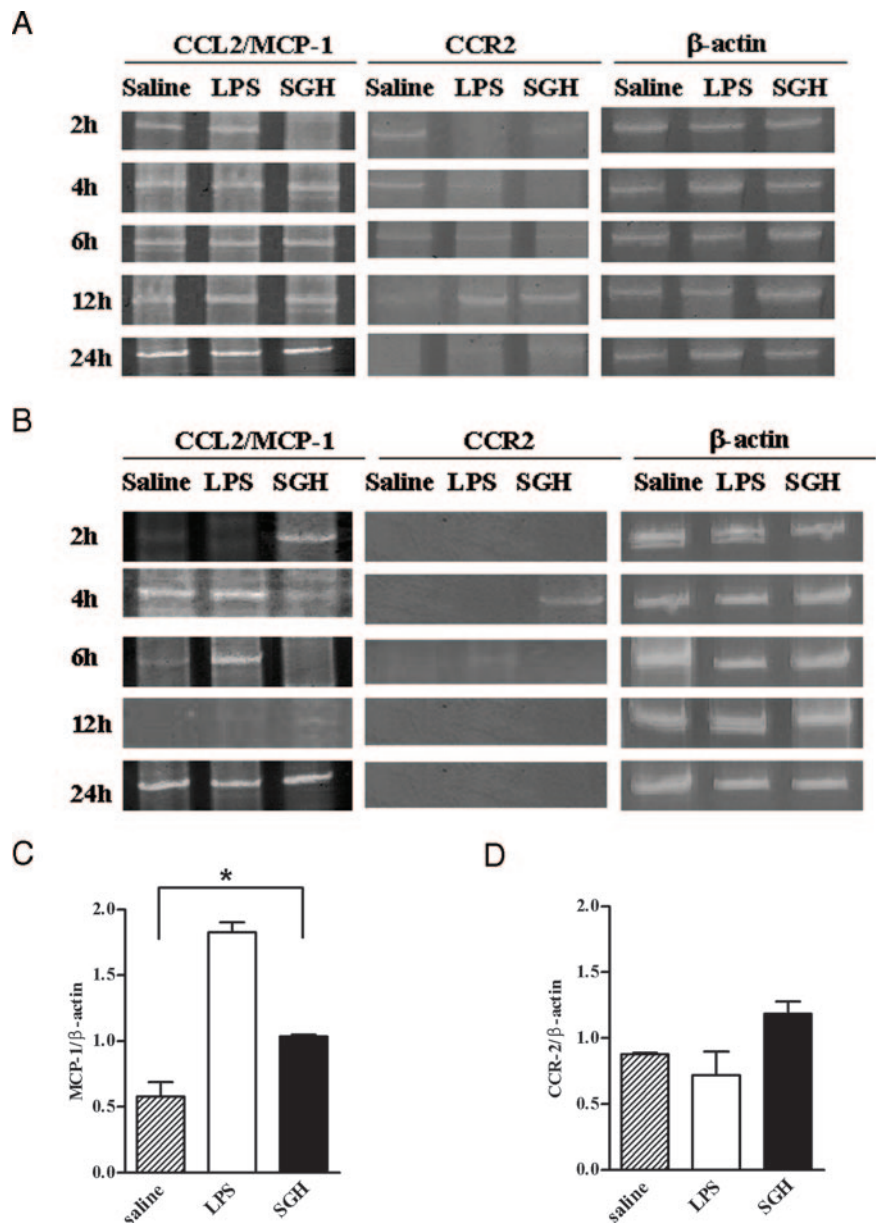 A
CCL2/MCP-1 CCR2 β-actin
Saline LPS SGH Saline LPS SGH Saline LPS SGH
2h
4h
6h
12h
24h
B
CCL2/MCP-1 CCR2 β-actin
Saline LPS SGH Saline LPS SGH Saline LPS SGH
2h
4h
6h
12h
24h
C
*
MCP-1/β-actin
2.0
1.5
1.0
0.5
0.0
saline LPS SGH
D
CCR-2/β-actin
2.0
1.5
1.0
0.5
0.0
saline LPS SGH